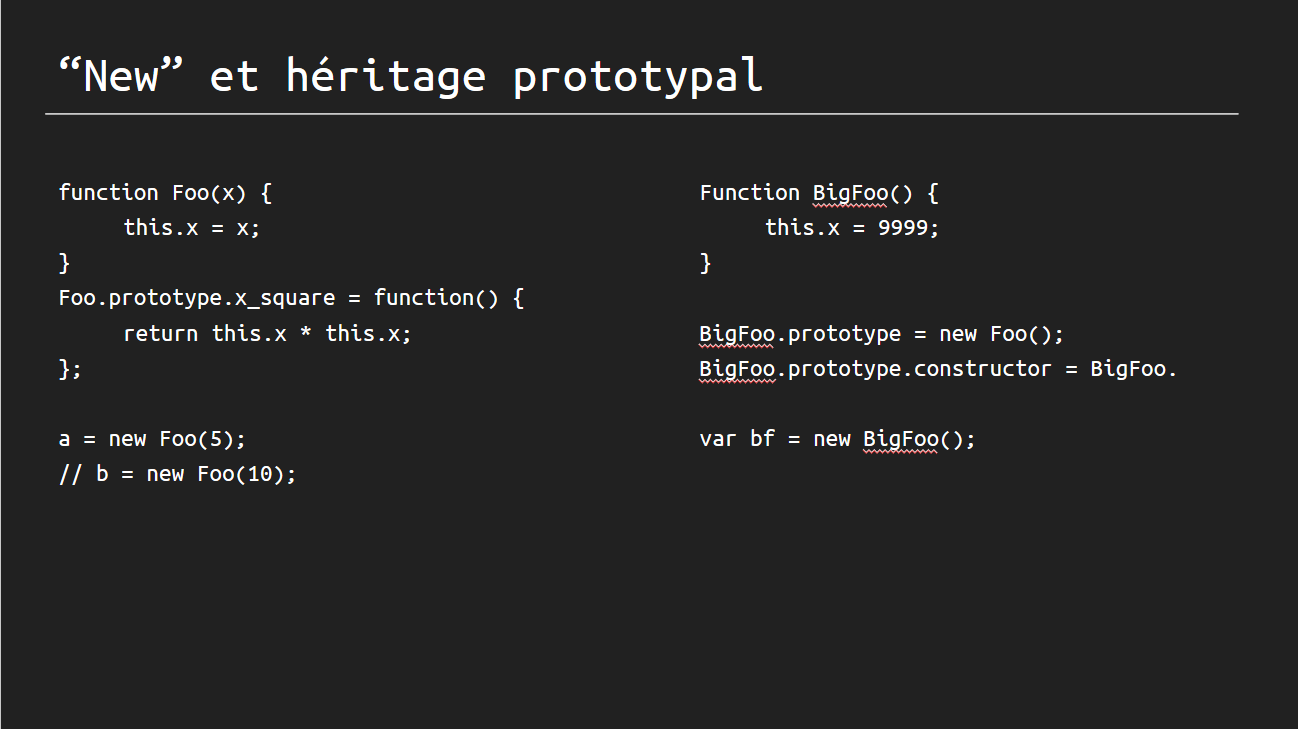 “New” et héritage prototypal
function Foo(x) {
this.x = x;
}
Foo.prototype.x_square = function() {
return this.x * this.x;
};
a = new Foo(5);
// b = new Foo(10);
Function BigFoo() {
this.x = 9999;
}
BigFoo.prototype = new Foo();
BigFoo.prototype.constructor = BigFoo.
var bf = new BigFoo();